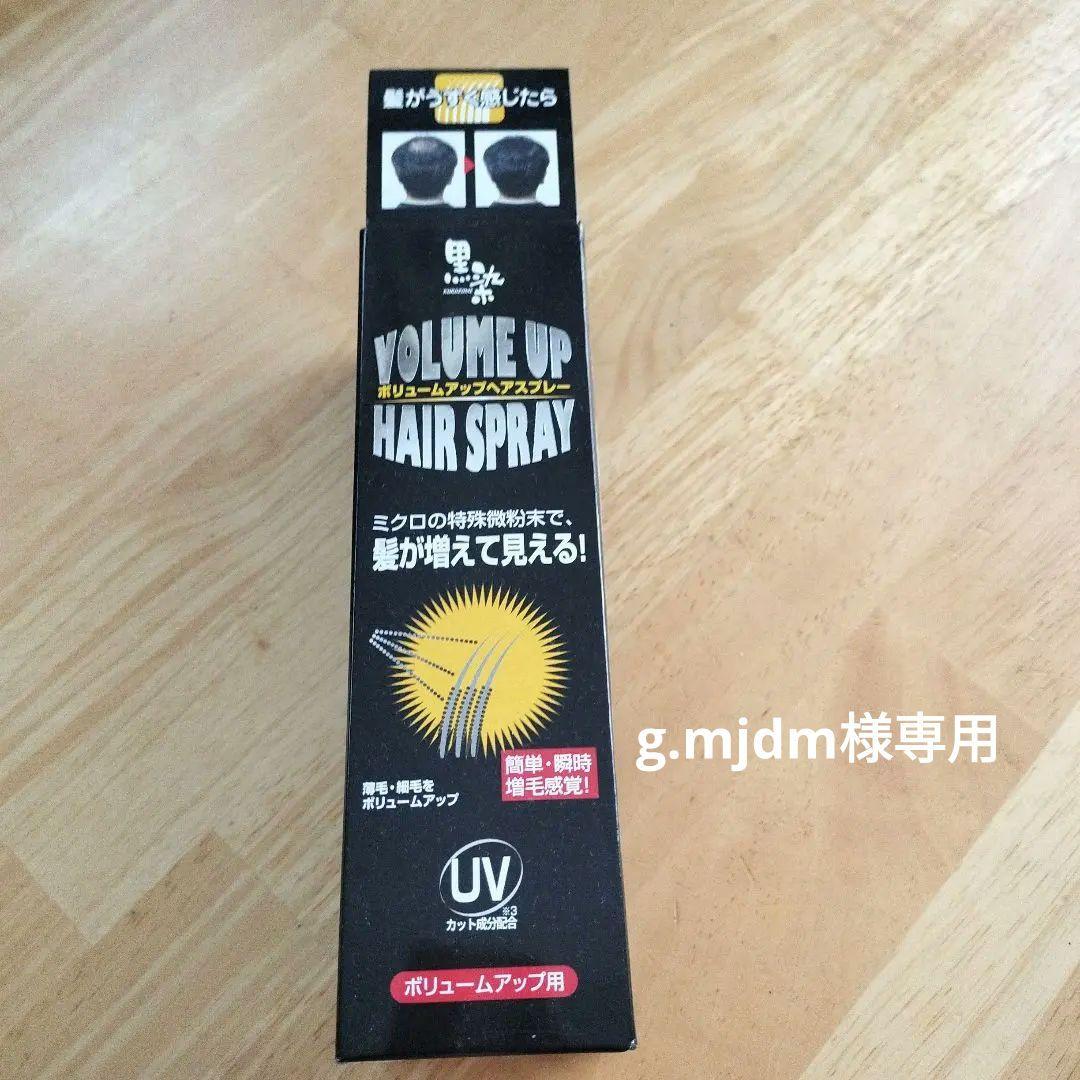 髪がうすく感じたら
黒染
KUROZOME
VOLUME UP
ボリュームアップヘアスプレー
HAIR SPRAY
ミクロの特殊微粉末で、
髪が増えて見える!
簡単・瞬時
増毛感覚!
薄毛・細毛を
ボリュームアップ
UV
※3
カット成分配合
ボリュームアップ用
g.mjdm様専用